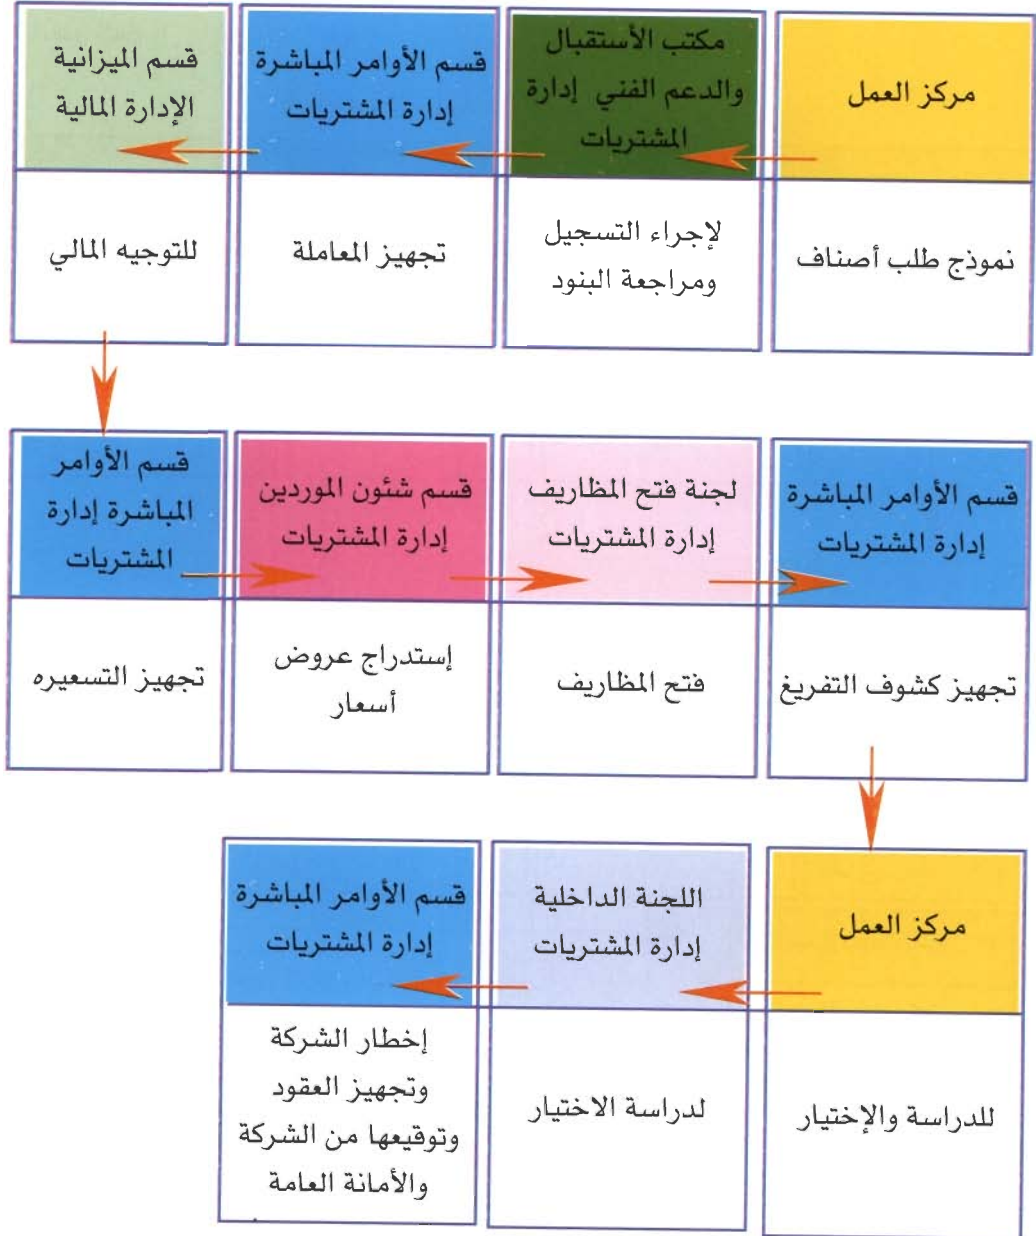 مركز العمل
نموذج طلب أصناف
مكتب الأستقبال
والدعم الفني إدارة
المشتريات
لإجراء التسجيل
ومراجعة البنود
قسم الأوامر المباشرة
إدارة المشتريات
تجهيز المعاملة
قسم الميزانية
الإدارة المالية
للتوجيه المالي
قسم الأوامر
المباشرة إدارة
المشتريات
تجهيز التسعيره
قسم شئون الموردين
إدارة المشتريات
إستدراج عروض
أسعار
لجنة فتح المظاريف
إدارة المشتريات
فتح المظاريف
قسم الأوامر المباشرة
إدارة المشتريات
تجهيز كشوف التفريغ
مركز العمل
للدراسة والإختيار
اللجنة الداخلية
إدارة المشتريات
لدراسة الاختيار
قسم الأوامر المباشرة
إدارة المشتريات
إخطار الشركة
وتجهيز العقود
وتوقيعها من الشركة
والأمانة العامة